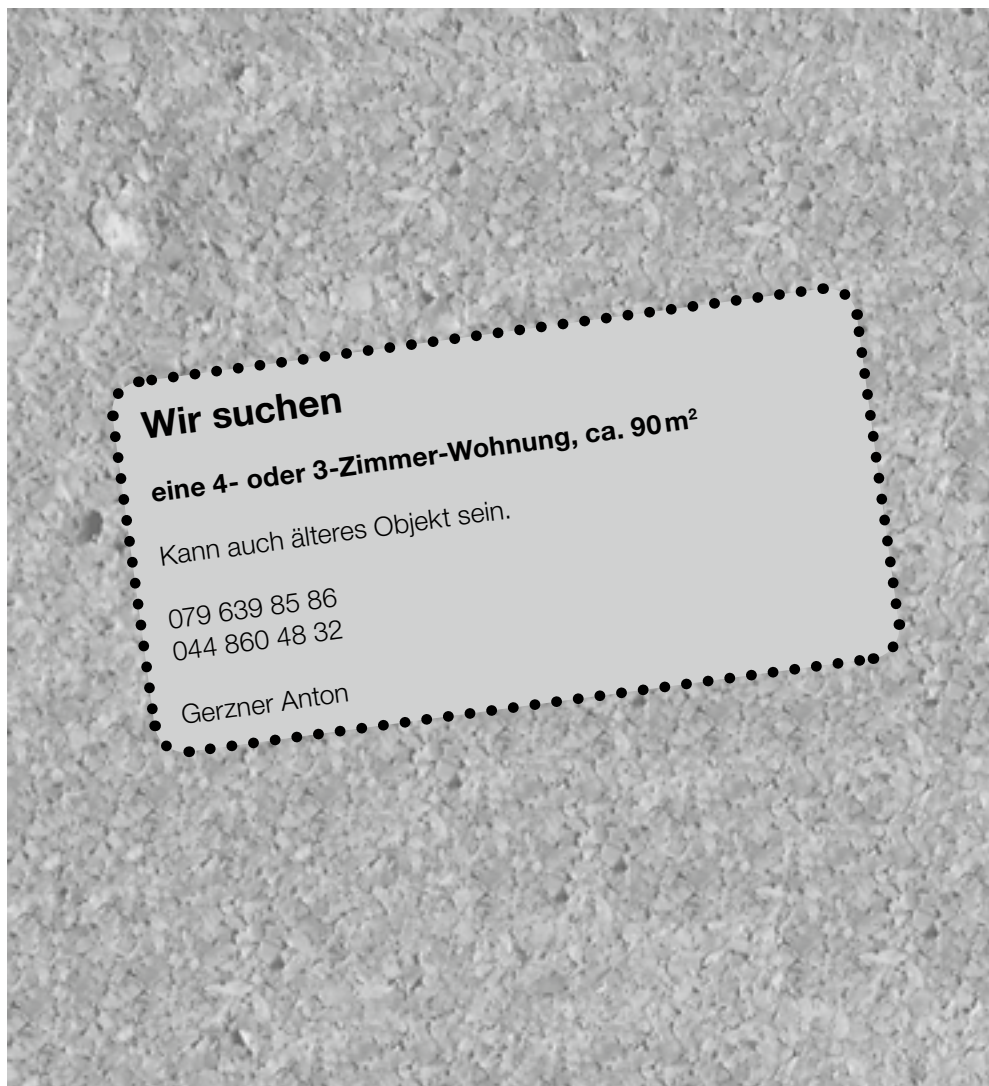 Wir suchen
eine 4- oder 3-Zimmer-Wohnung, ca. 90 m²
Kann auch älteres Objekt sein.
079 639 85 86
044 860 48 32
Gerzner Anton